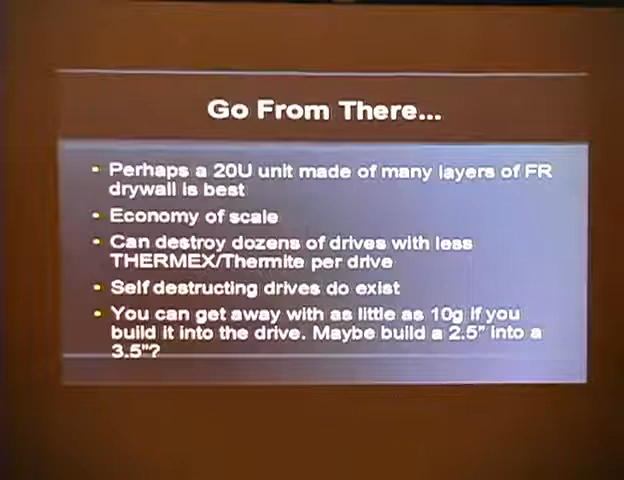 Go From There...
• Perhaps a 20U unit made of many layers of FR
drywall is best
• Economy of scale
• Can destroy dozens of drives with less
THERMEX/Thermite per drive
• Self destructing drives do exist
• You can get away with as little as 10g if you
build it into the drive. Maybe build a 2.5" into a
3.5"?